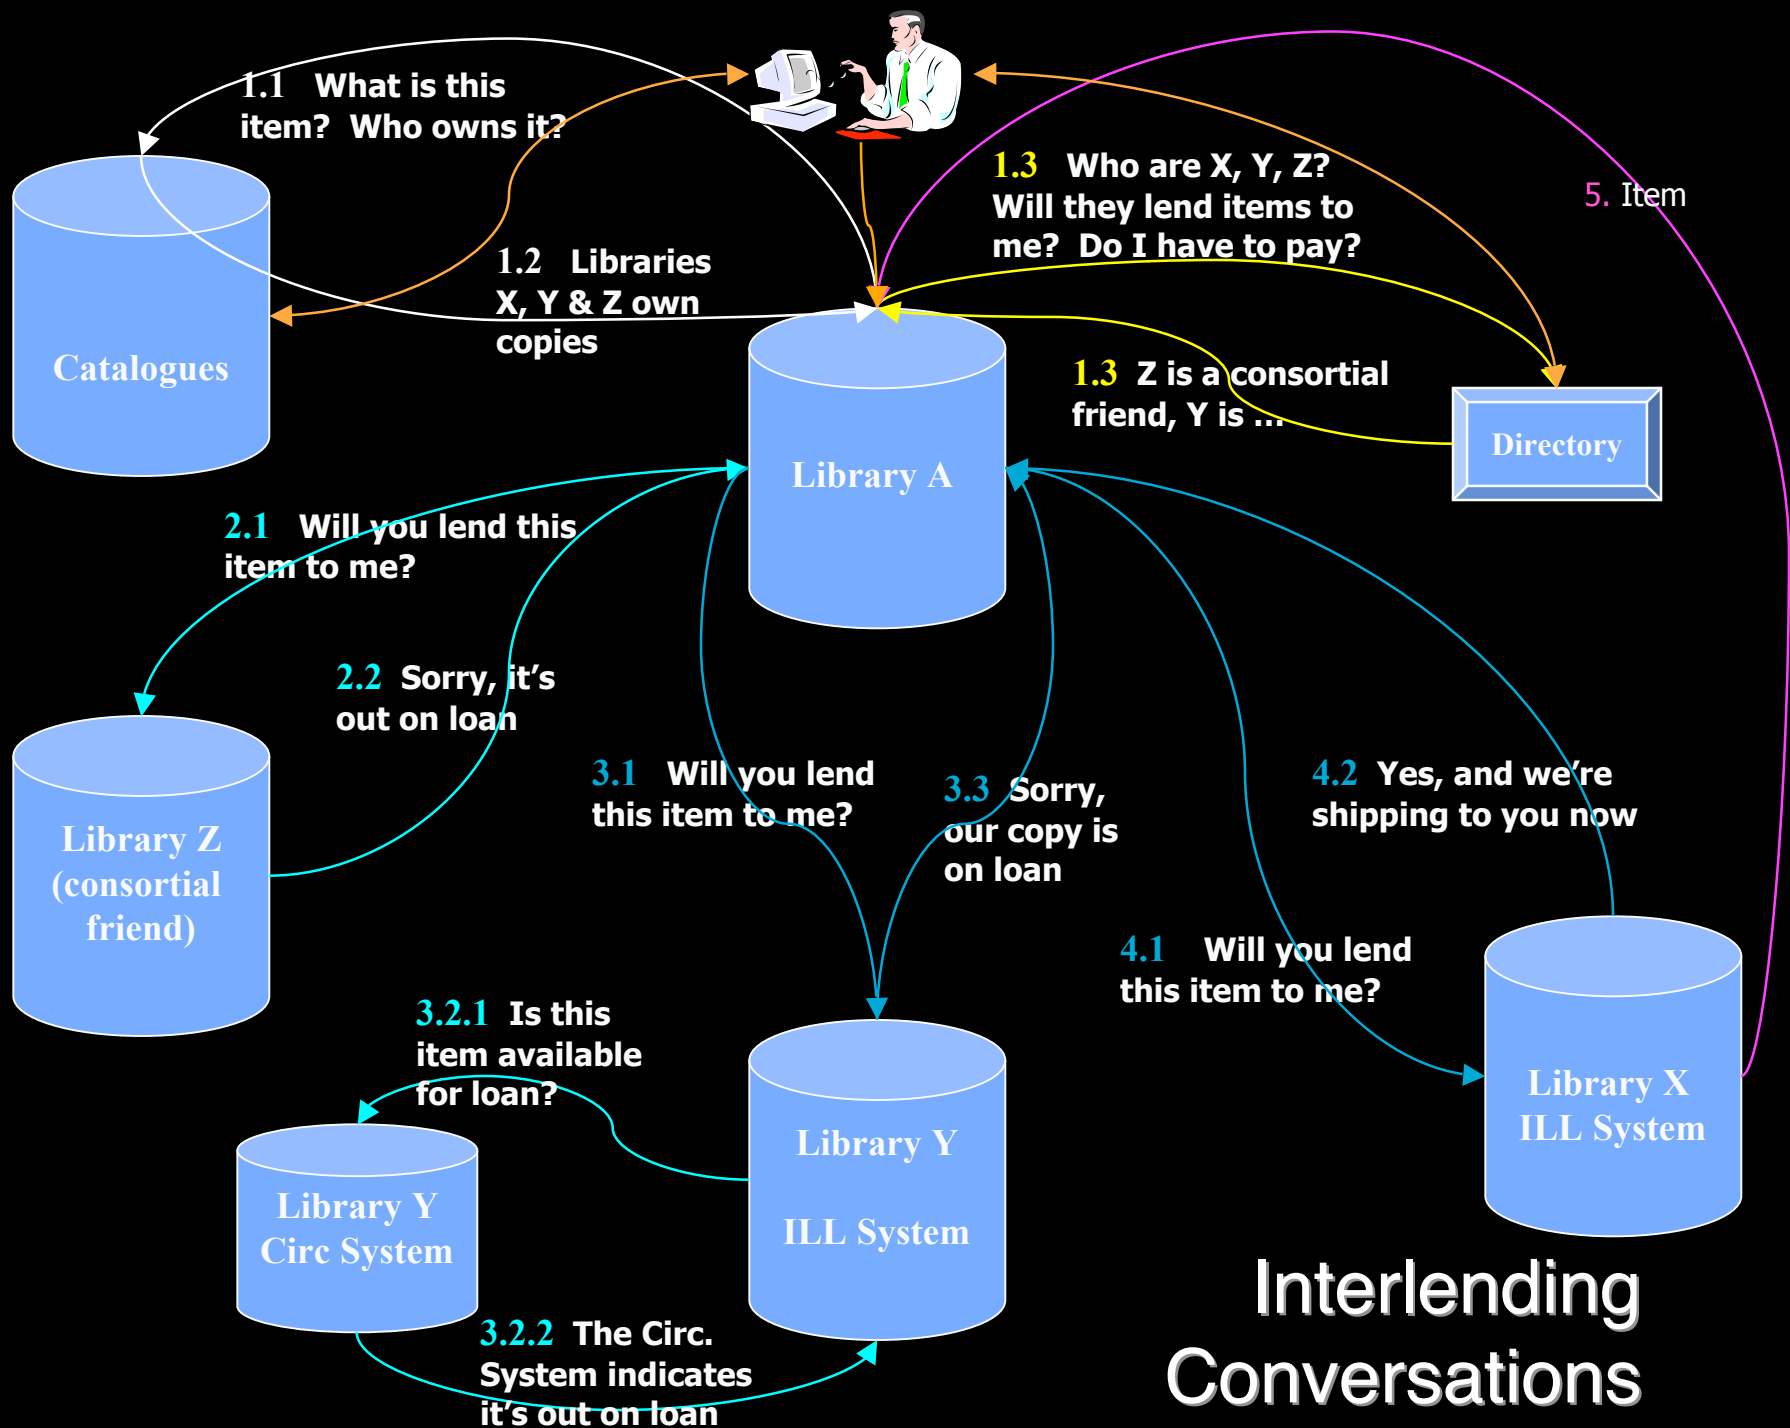 1.1 What is this
item? Who owns it?
1.2 Libraries
X, Y & Z own
copies
1.3 Who are X, Y, Z?
Will they lend items to
me? Do I have to pay?
5. Item
Catalogues
1.3 Z is a consortial
friend, Y is ...
Directory
Library A
2.1 Will you lend this
item to me?
2.2 Sorry, it’s
out on loan
Library Z
(consortial
friend)
3.1 Will you lend
this item to me?
3.3 Sorry,
our copy is
on loan
4.2 Yes, and we’re
shipping to you now
4.1 Will you lend
this item to me?
3.2.1 Is this
item available
for loan?
Library Y
Circ System
Library Y
ILL System
Library X
ILL System
3.2.2 The Circ.
System indicates
it’s out on loan
Interlending
Conversations